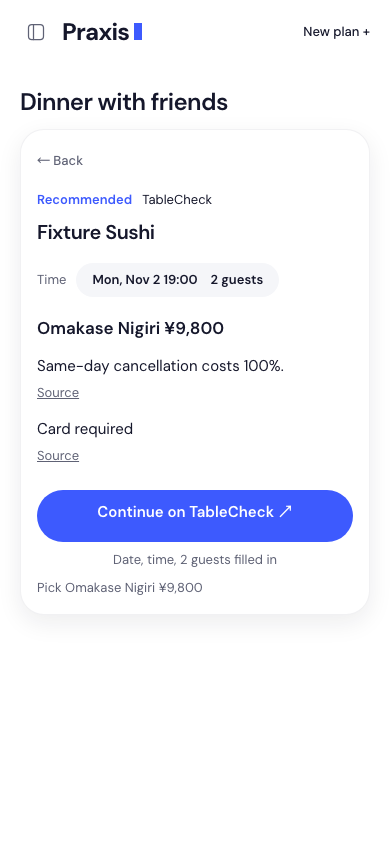 Praxis
New plan +
Dinner with friends
← Back
Recommended TableCheck
Fixture Sushi
Time Mon, Nov 2 19:00 2 guests
Omakase Nigiri ¥9,800
Same-day cancellation costs 100%.
Source
Card required
Source
Continue on TableCheck ↗
Date, time, 2 guests filled in
Pick Omakase Nigiri ¥9,800